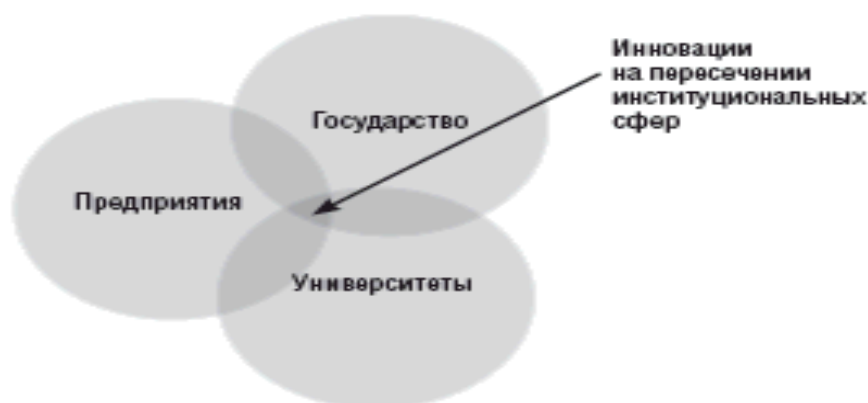 Инновации
на пересечении
институциональных
сфер
Государство
Предприятия
Университеты